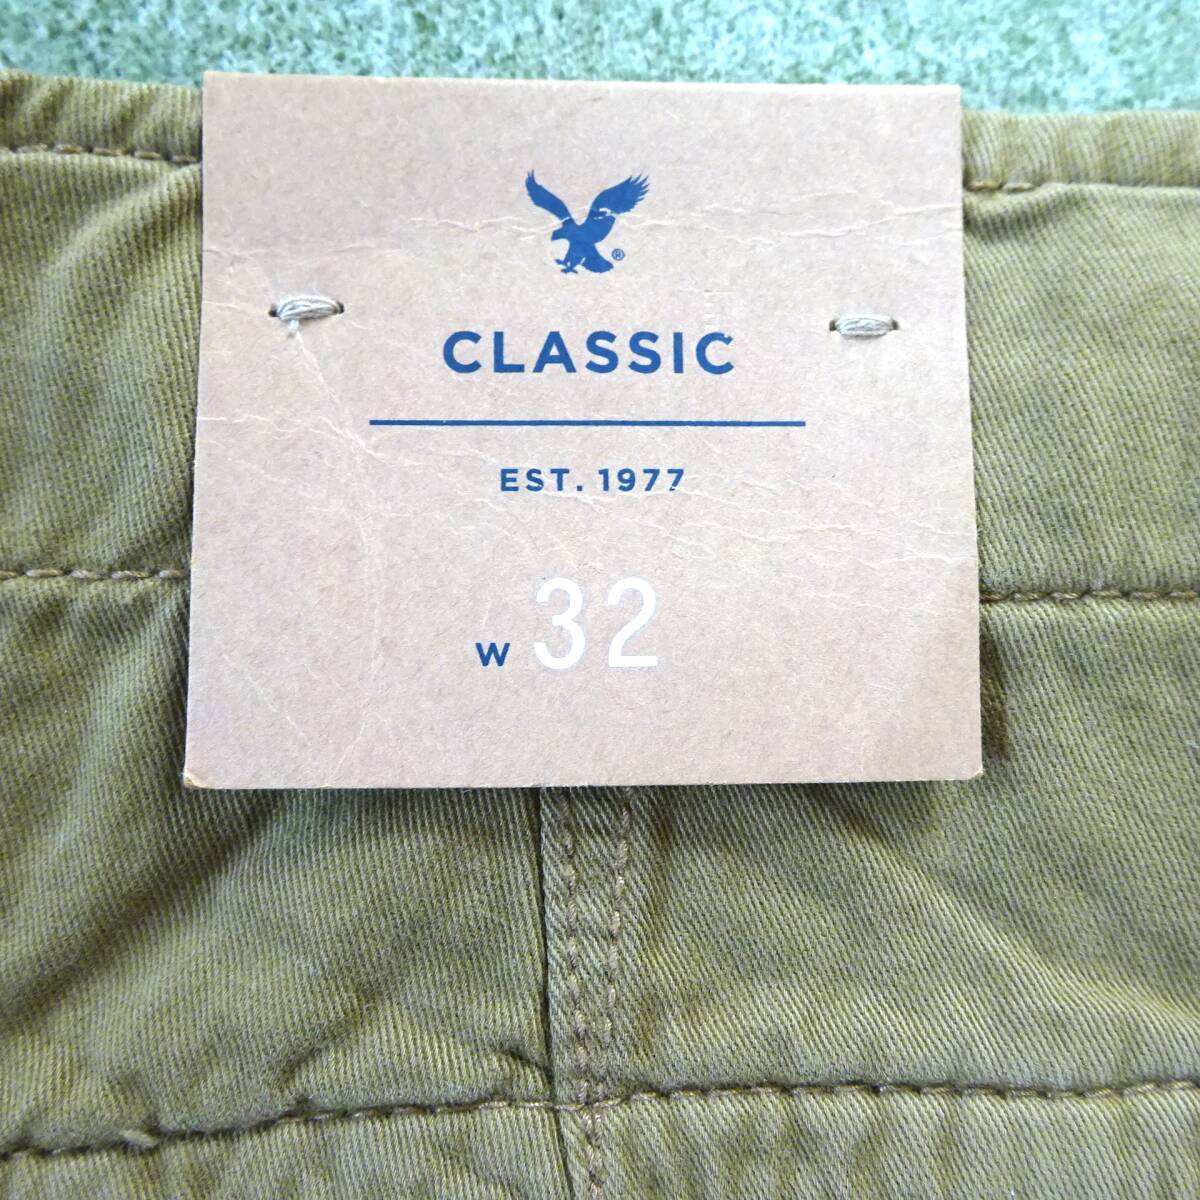 ®
CLASSIC
EST. 1977
W 32